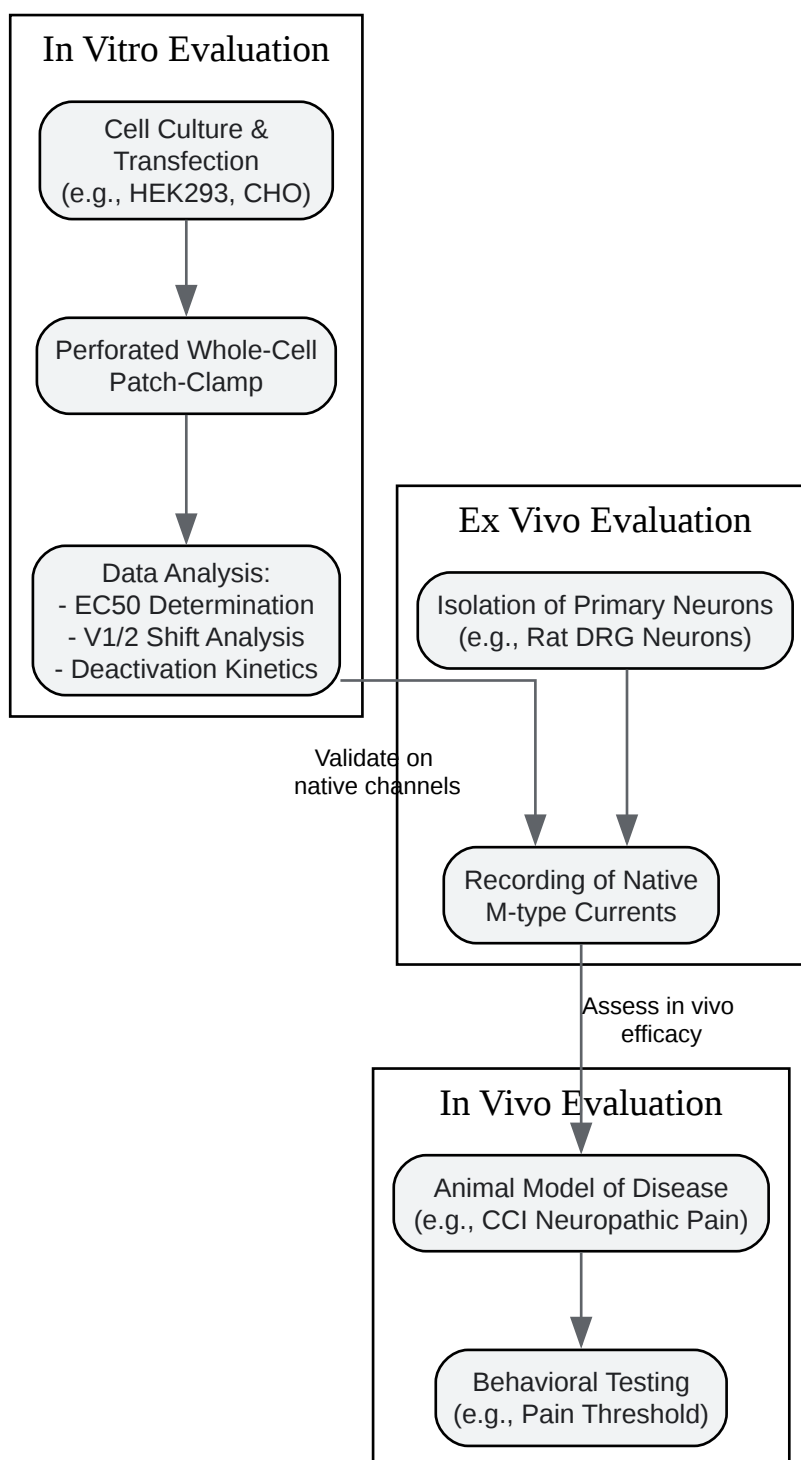 In Vitro Evaluation
Cell Culture &
Transfection
(e.g., HEK293, CHO)
Perforated Whole-Cell
Patch-Clamp
Data Analysis:
- EC50 Determination
- V1/2 Shift Analysis
- Deactivation Kinetics
Validate on
native channels
Ex Vivo Evaluation
Isolation of Primary Neurons
(e.g., Rat DRG Neurons)
Recording of Native
M-type Currents
Assess in vivo
efficacy
In Vivo Evaluation
Animal Model of Disease
(e.g., CCI Neuropathic Pain)
Behavioral Testing
(e.g., Pain Threshold)